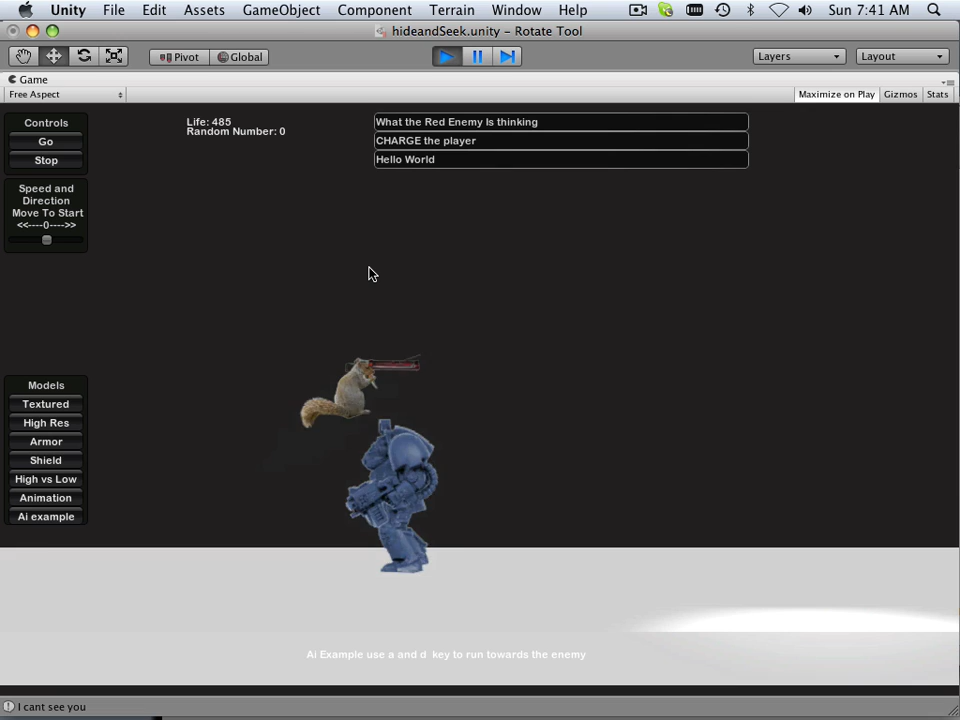 Unity File Edit Assets GameObject Component Terrain Window Help Sun 7:41 AM
hideandSeek.unity – Rotate Tool
Pivot Global Layers Layout
Game
Free Aspect Maximize on Play Gizmos Stats
Controls
Go
Stop
Speed and
Direction
Move To Start
<<----0---->>
Life: 485
Random Number: 0
What the Red Enemy Is thinking
CHARGE the player
Hello World
Models
Textured
High Res
Armor
Shield
High vs Low
Animation
Ai example
Ai Example use a and d key to run towards the enemy
I cant see you